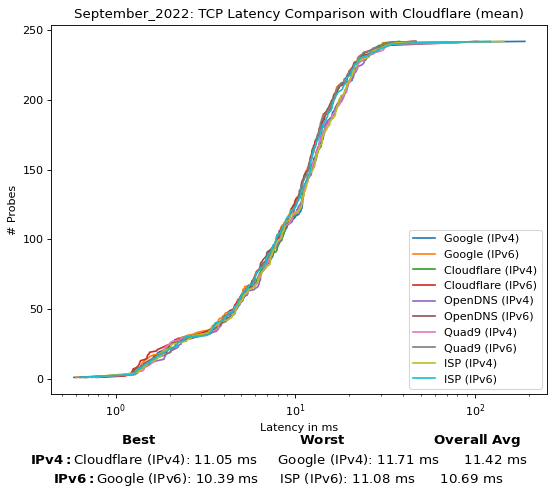 September_2022: TCP Latency Comparison with Cloudflare (mean)
250
200
150
100
50
0
# Probes
Google (IPv4)
Google (IPv6)
Cloudflare (IPv4)
Cloudflare (IPv6)
OpenDNS (IPv4)
OpenDNS (IPv6)
Quad9 (IPv4)
Quad9 (IPv6)
ISP (IPv4)
ISP (IPv6)
10⁰ 10¹ 10²
Latency in ms
Best Worst Overall Avg
IPv4: Cloudflare (IPv4): 11.05 ms Google (IPv4): 11.71 ms 11.42 ms
IPv6: Google (IPv6): 10.39 ms ISP (IPv6): 11.08 ms 10.69 ms